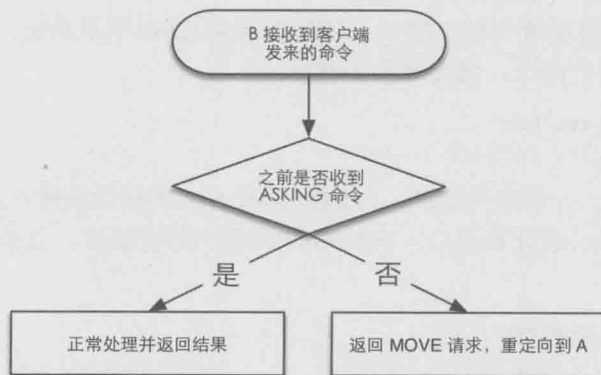 B 接收到客户端
发来的命令
之前是否收到
ASKING 命令
是
否
正常处理并返回结果
返回 MOVE 请求，重定向到 A